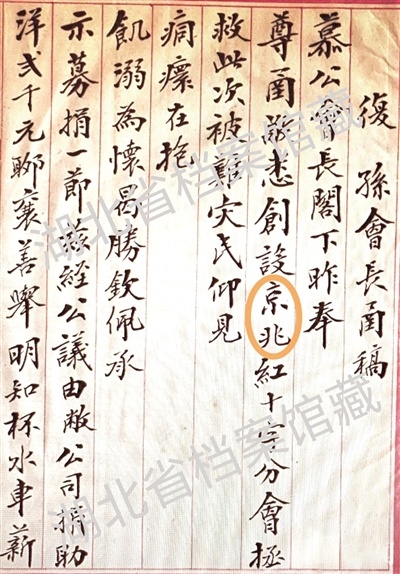 復 孫會長函稿
慕公會長閣下昨奉
尊函敬悉創設京兆紅十字分會拯
救此次被難灾民仰見
痌瘝在抱
飢溺為懷曷勝欽佩承
示募捐一節茲經公議由敝公司捐助
洋弍千元聊襄善舉明知杯水車薪
湖北省档案馆藏
湖北省档案馆藏